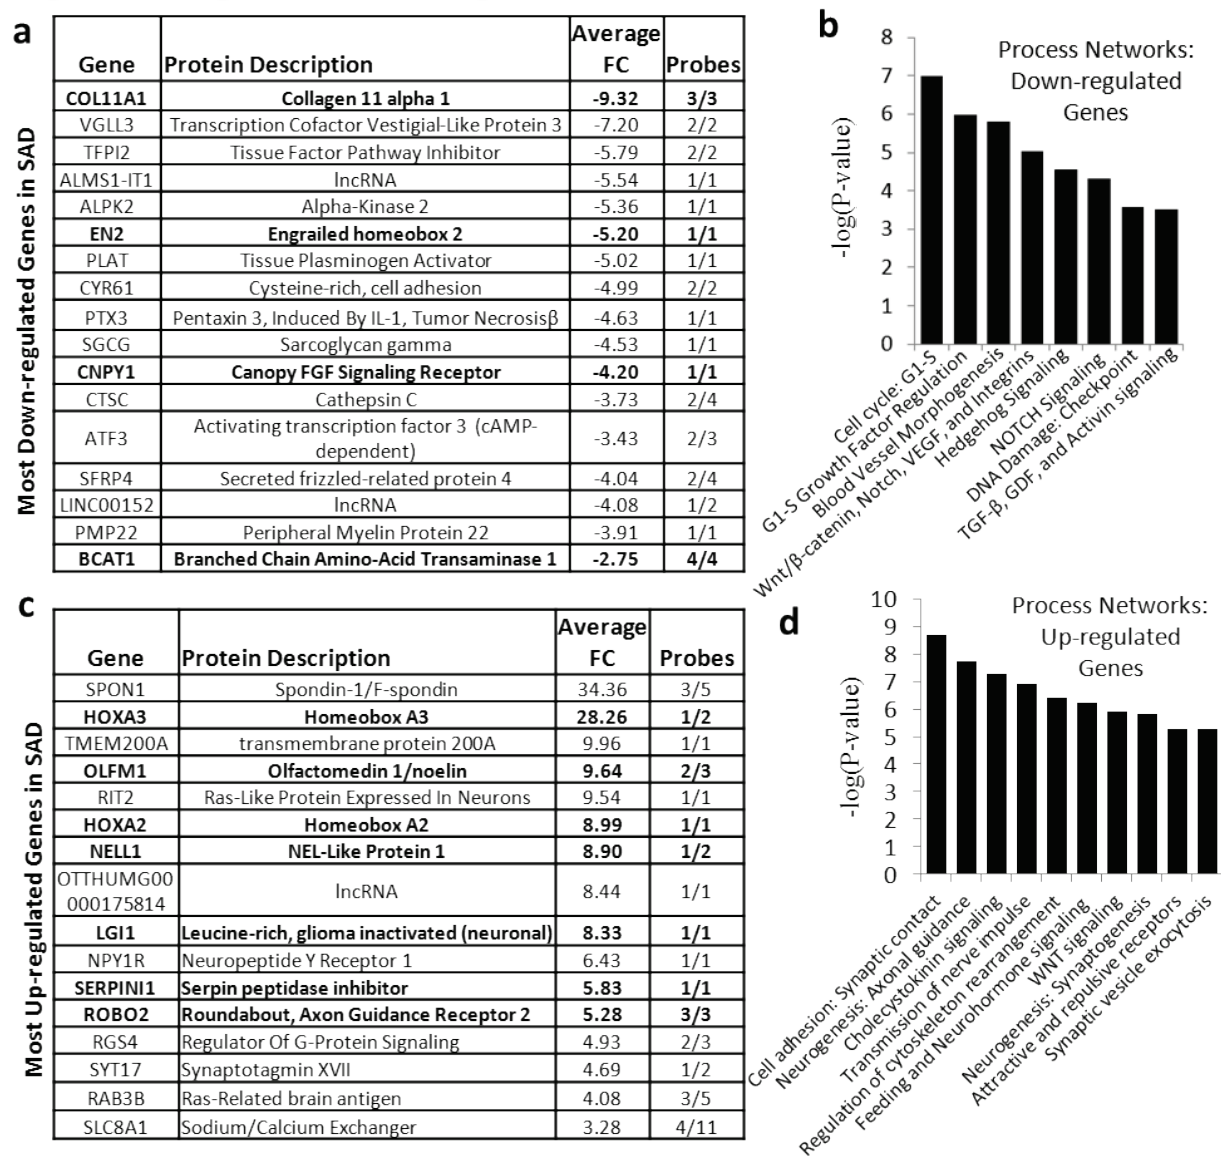 a
Most Down-regulated Genes in SAD
Gene Protein Description Average FC Probes
COL11A1 Collagen 11 alpha 1 -9.32 3/3
VGLL3 Transcription Cofactor Vestigial-Like Protein 3 -7.20 2/2
TFPI2 Tissue Factor Pathway Inhibitor -5.79 2/2
ALMS1-IT1 lncRNA -5.54 1/1
ALPK2 Alpha-Kinase 2 -5.36 1/1
EN2 Engrailed homeobox 2 -5.20 1/1
PLAT Tissue Plasminogen Activator -5.02 1/1
CYR61 Cysteine-rich, cell adhesion -4.99 2/2
PTX3 Pentaxin 3, Induced By IL-1, Tumor Necrosisβ -4.63 1/1
SGCG Sarcoglycan gamma -4.53 1/1
CNPY1 Canopy FGF Signaling Receptor -4.20 1/1
CTSC Cathepsin C -3.73 2/4
ATF3 Activating transcription factor 3 (cAMP-
dependent) -3.43 2/3
SFRP4 Secreted frizzled-related protein 4 -4.04 2/4
LINC00152 lncRNA -4.08 1/2
PMP22 Peripheral Myelin Protein 22 -3.91 1/1
BCAT1 Branched Chain Amino-Acid Transaminase 1 -2.75 4/4
b
Process Networks:
Down-regulated
Genes
-log(P-value)
8
7
6
5
4
3
2
1
0
Cell cycle: G1-S
G1-S Growth Factor Regulation
Blood Vessel Morphogenesis
Wnt/β-catenin, Notch, VEGF, and Integrins
Hedgehog Signaling
NOTCH Signaling
DNA Damage: Checkpoint
TGF-β, GDF, and Activin signaling
c
Most Up-regulated Genes in SAD
Gene Protein Description Average FC Probes
SPON1 Spondin-1/F-spondin 34.36 3/5
HOXA3 Homeobox A3 28.26 1/2
TMEM200A transmembrane protein 200A 9.96 1/1
OLFM1 Olfactomedin 1/noelin 9.64 2/3
RIT2 Ras-Like Protein Expressed In Neurons 9.54 1/1
HOXA2 Homeobox A2 8.99 1/1
NELL1 NEL-Like Protein 1 8.90 1/2
OTTHUMG00
000175814 lncRNA 8.44 1/1
LGI1 Leucine-rich, glioma inactivated (neuronal) 8.33 1/1
NPY1R Neuropeptide Y Receptor 1 6.43 1/1
SERPINI1 Serpin peptidase inhibitor 5.83 1/1
ROBO2 Roundabout, Axon Guidance Receptor 2 5.28 3/3
RGS4 Regulator Of G-Protein Signaling 4.93 2/3
SYT17 Synaptotagmin XVII 4.69 1/2
RAB3B Ras-Related brain antigen 4.08 3/5
SLC8A1 Sodium/Calcium Exchanger 3.28 4/11
d
Process Networks:
Up-regulated
Genes
-log(P-value)
10
9
8
7
6
5
4
3
2
1
0
Cell adhesion: Synaptic contact
Neurogenesis: Axonal guidance
Cholecystokinin signaling
Transmission of nerve impulse
Regulation of cytoskeleton rearrangement
Feeding and Neurohormone signaling
WNT signaling
Neurogenesis: Synaptogenesis
Attractive and repulsive receptors
Synaptic vesicle exocytosis